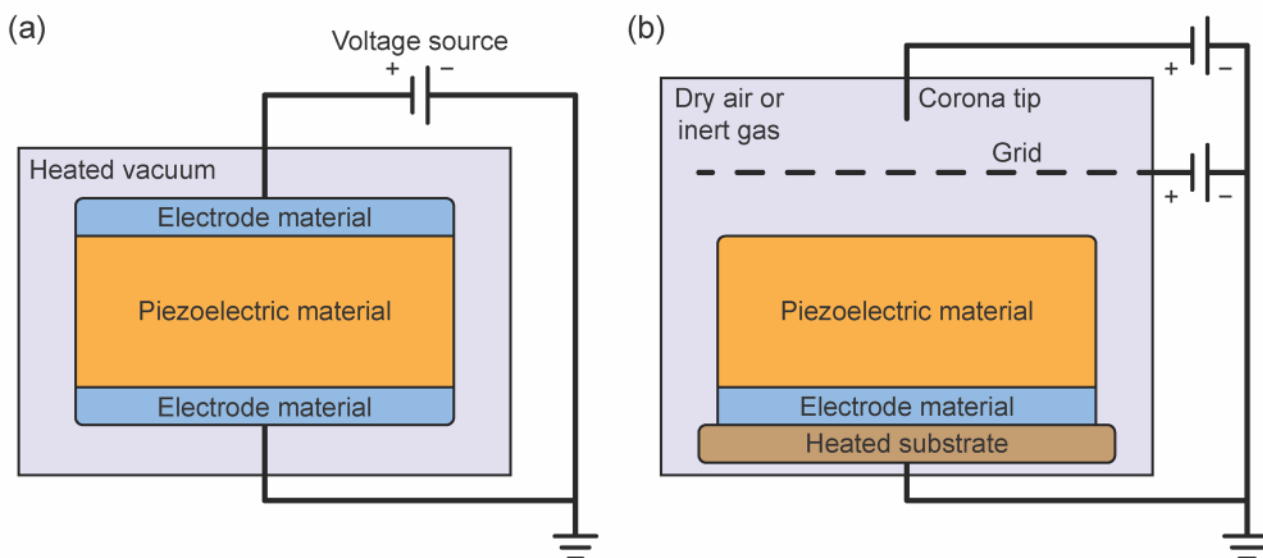 (a)
Voltage source
+ −
Heated vacuum
Electrode material
Piezoelectric material
Electrode material
(b)
+ −
Dry air or
inert gas
Corona tip
Grid
+ −
Piezoelectric material
Electrode material
Heated substrate